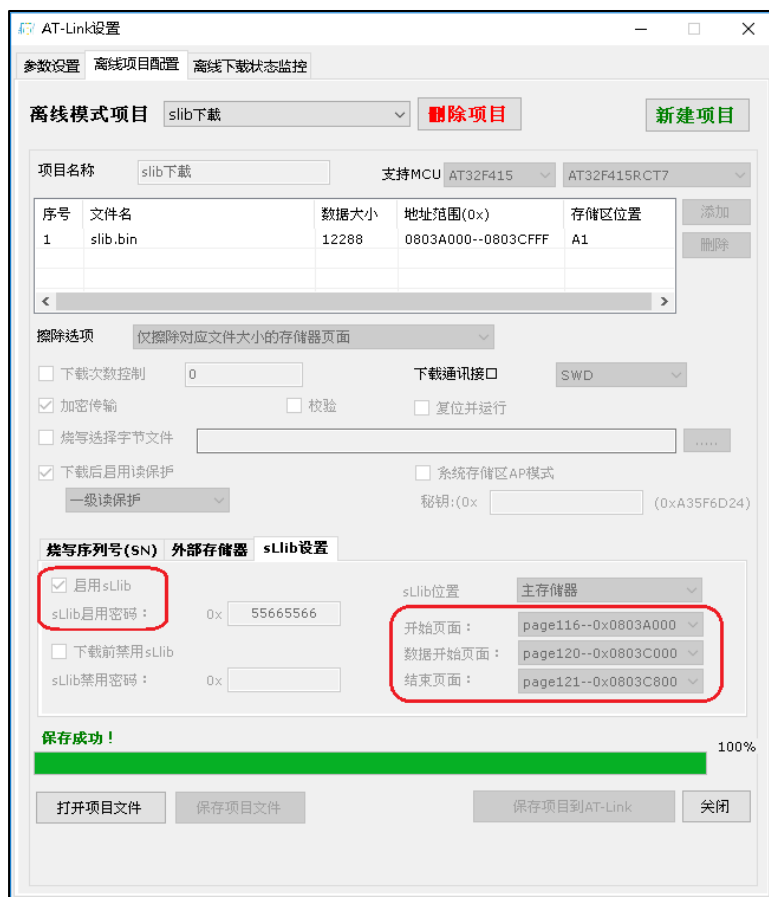 AT-Link设置
参数设置 离线项目配置 离线下载状态监控
离线模式项目 slib下載 删除项目 新建项目
项目名称 slib下載 支持MCU AT32F415 AT32F415RCT7
序号 文件名 数据大小 地址范围(0x) 存储区位置 添加
1 slib.bin 12288 0803A000--0803CFFF A1 删除
擦除选项 仅擦除对应文件大小的存储器页面
下载次数控制 0 下载通讯接口 SWD
加密传输 校验 复位并运行
烧写选择字节文件 .....
下载后启用读保护 系统存储区AP模式
一级读保护 秘钥:(0x (0xA35F6D24)
烧写序列号(SN) 外部存储器 sLlib设置
启用sLlib sLlib位置 主存储器
sLlib启用密码： 0x 55665566 开始页面： page116--0x0803A000
下载前禁用sLlib 数据开始页面： page120--0x0803C000
sLlib禁用密码： 0x 结束页面： page121--0x0803C800
保存成功！
100%
打开项目文件 保存项目文件 保存项目到AT-Link 关闭